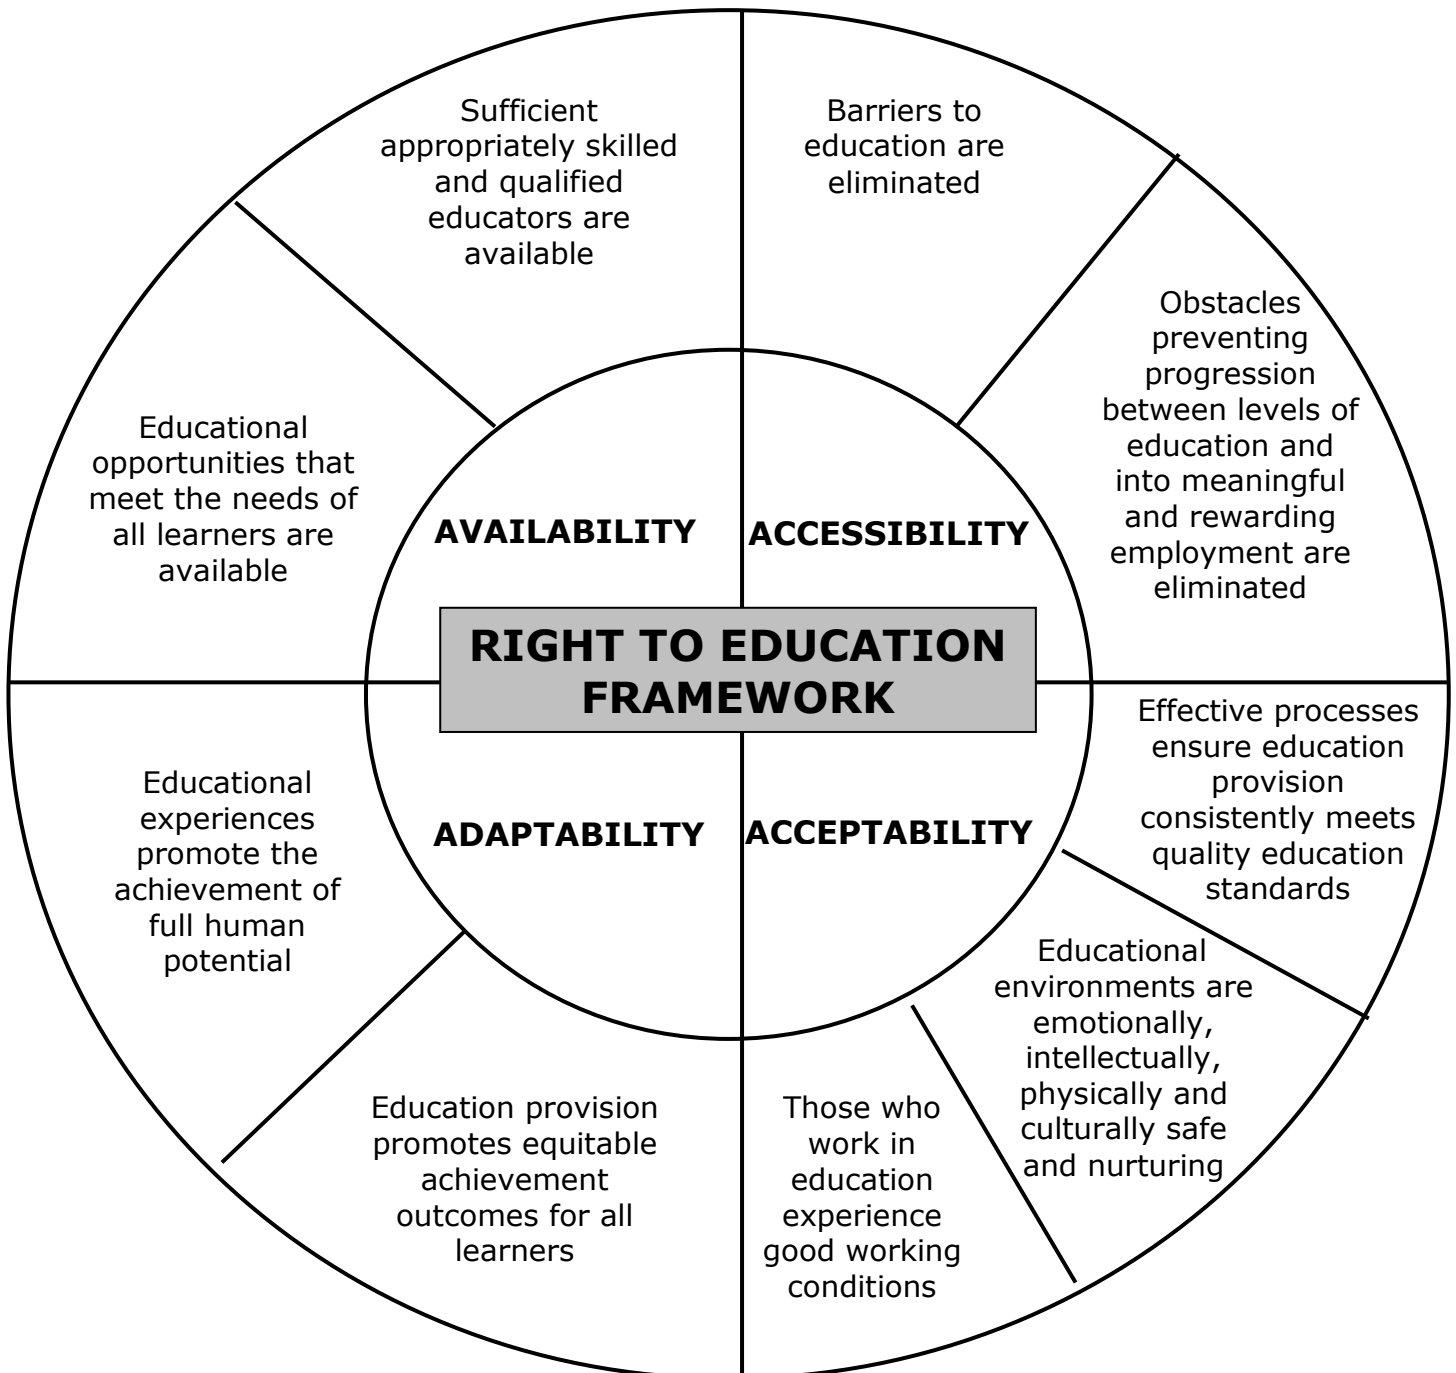 Sufficient
appropriately skilled
and qualified
educators are
available
Barriers to
education are
eliminated
Obstacles
preventing
progression
between levels of
education and
into meaningful
and rewarding
employment are
eliminated
Educational
opportunities that
meet the needs of
all learners are
available
AVAILABILITY
ACCESSIBILITY
RIGHT TO EDUCATION
FRAMEWORK
ADAPTABILITY
ACCEPTABILITY
Effective processes
ensure education
provision
consistently meets
quality education
standards
Educational
experiences
promote the
achievement of
full human
potential
Educational
environments are
emotionally,
intellectually,
physically and
culturally safe
and nurturing
Education provision
promotes equitable
achievement
outcomes for all
learners
Those who
work in
education
experience
good working
conditions